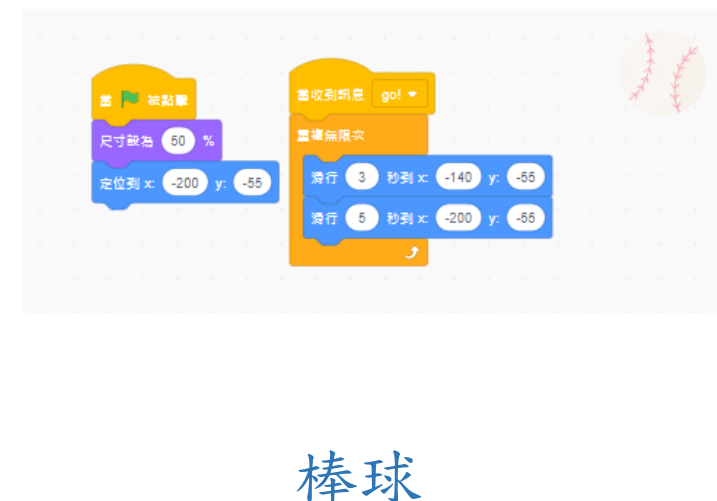 當 被點擊
尺寸設為 50 %
定位到 x: -200 y: -55
當收到訊息 go!
重複無限次
滑行 3 秒到 x: -140 y: -55
滑行 5 秒到 x: -200 y: -55
棒球